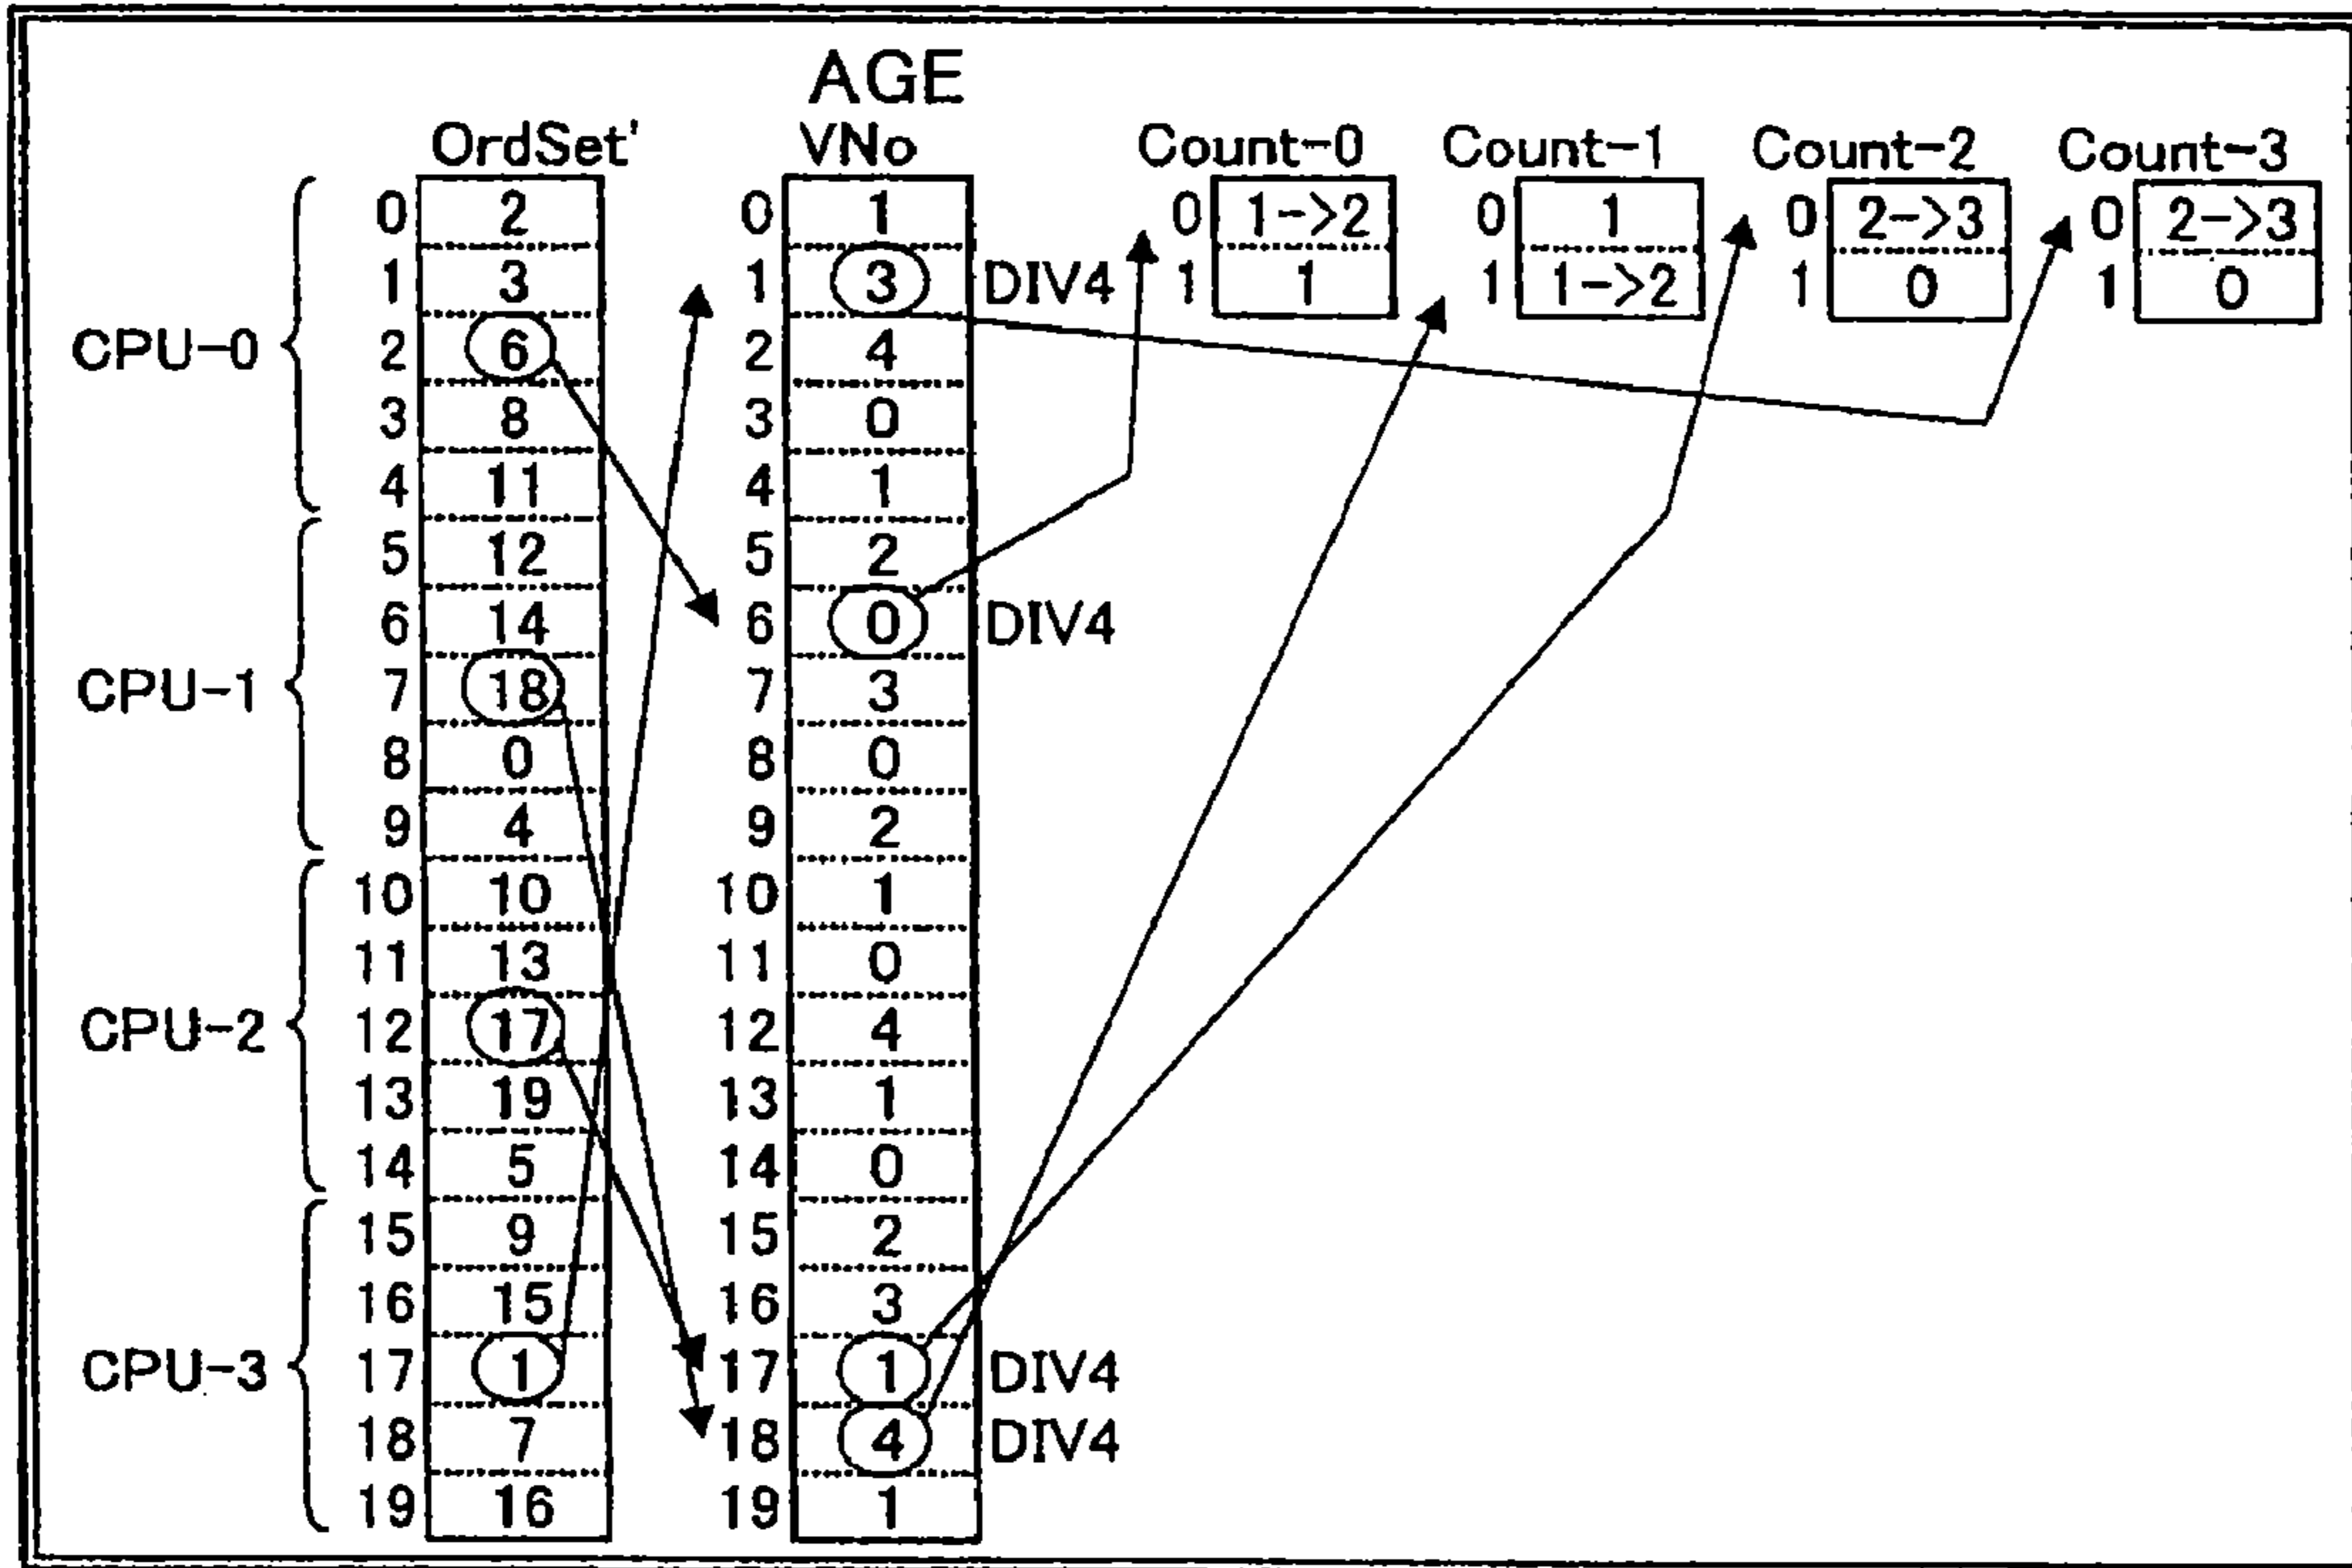 AGE
OrdSet' VNo Count-0 Count-1 Count-2 Count-3
0 2 0 1 0 1->2 0 1 0 2->3 0 2->3
1 3 1 3 DIV4 1 1 1 1->2 1 0 1 0
CPU-0 2 6 2 4
3 8 3 0
4 11 4 1
5 12 5 2
6 14 6 0 DIV4
CPU-1 7 18 7 3
8 0 8 0
9 4 9 2
10 10 10 1
11 13 11 0
CPU-2 12 17 12 4
13 19 13 1
14 5 14 0
15 9 15 2
16 15 16 3
CPU-3 17 1 17 1 DIV4
18 7 18 4 DIV4
19 16 19 1